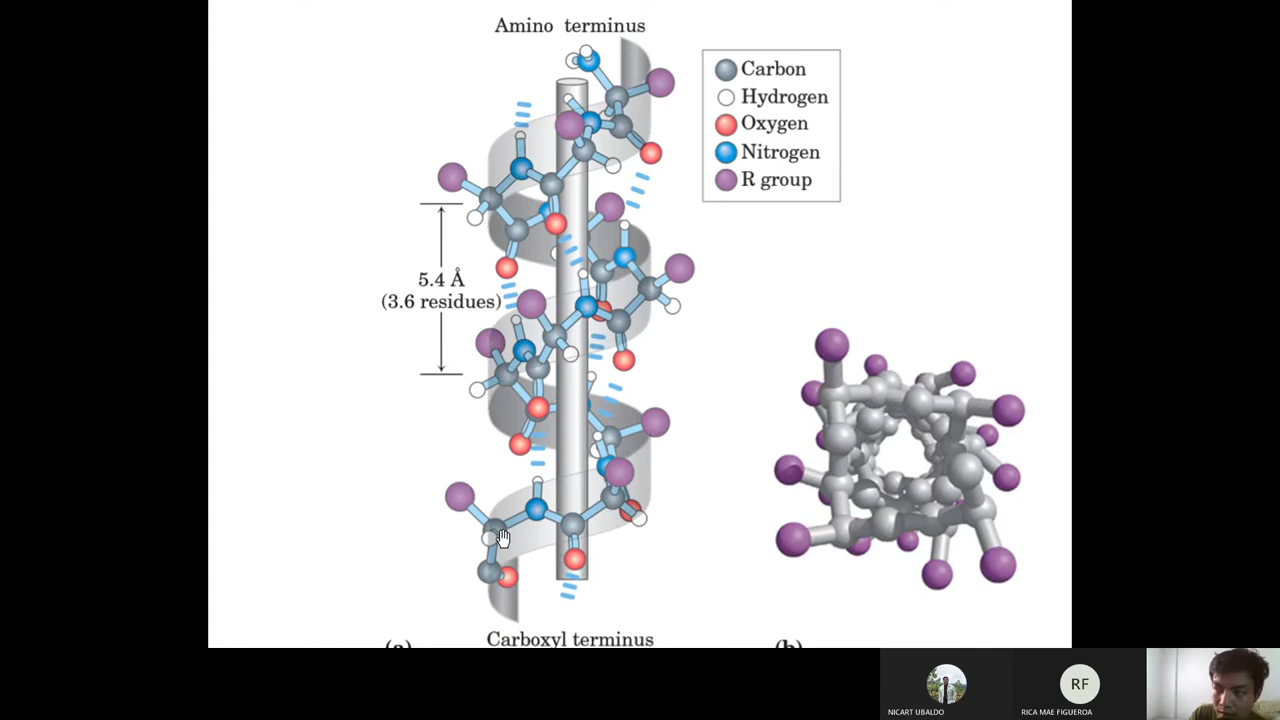 Amino terminus
Carbon
Hydrogen
Oxygen
Nitrogen
R group
5.4 Å
(3.6 residues)
Carboxyl terminus
(a)
(b)
RF
NICART UBALDO
RICA MAE FIGUEROA